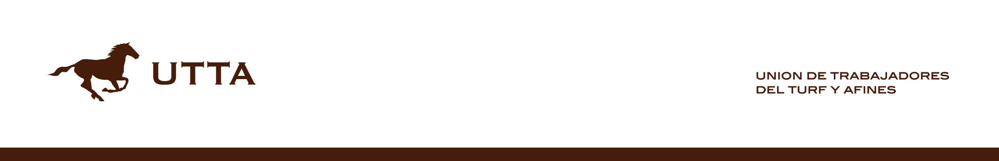 UTTA
UNION DE TRABAJADORES
DEL TURF Y AFINES